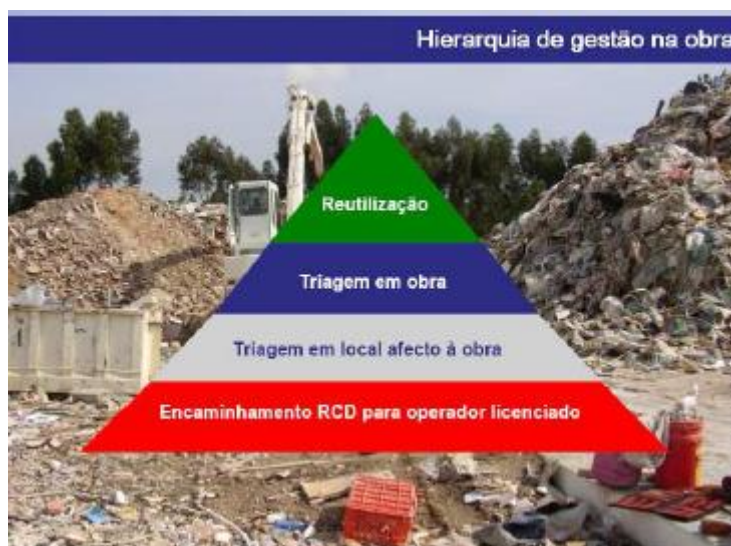 Hierarquia de gestão na obra
Reutilização
Triagem em obra
Triagem em local afecto à obra
Encaminhamento RCD para operador licenciado